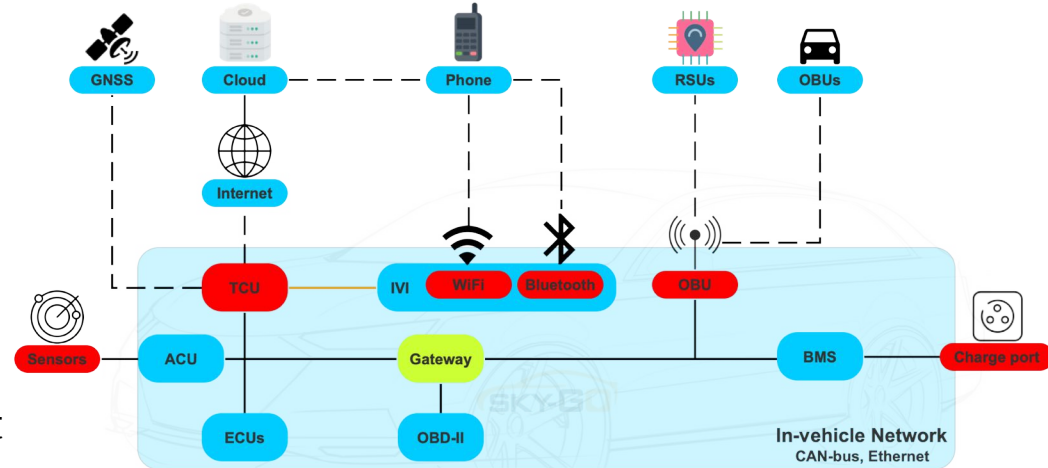 GNSS
Cloud
Phone
RSUs
OBUs
Internet
TCU
IVI
WiFi
Bluetooth
OBU
Sensors
ACU
Gateway
BMS
Charge port
SKY-GO
ECUs
OBD-II
In-vehicle Network
CAN-bus, Ethernet